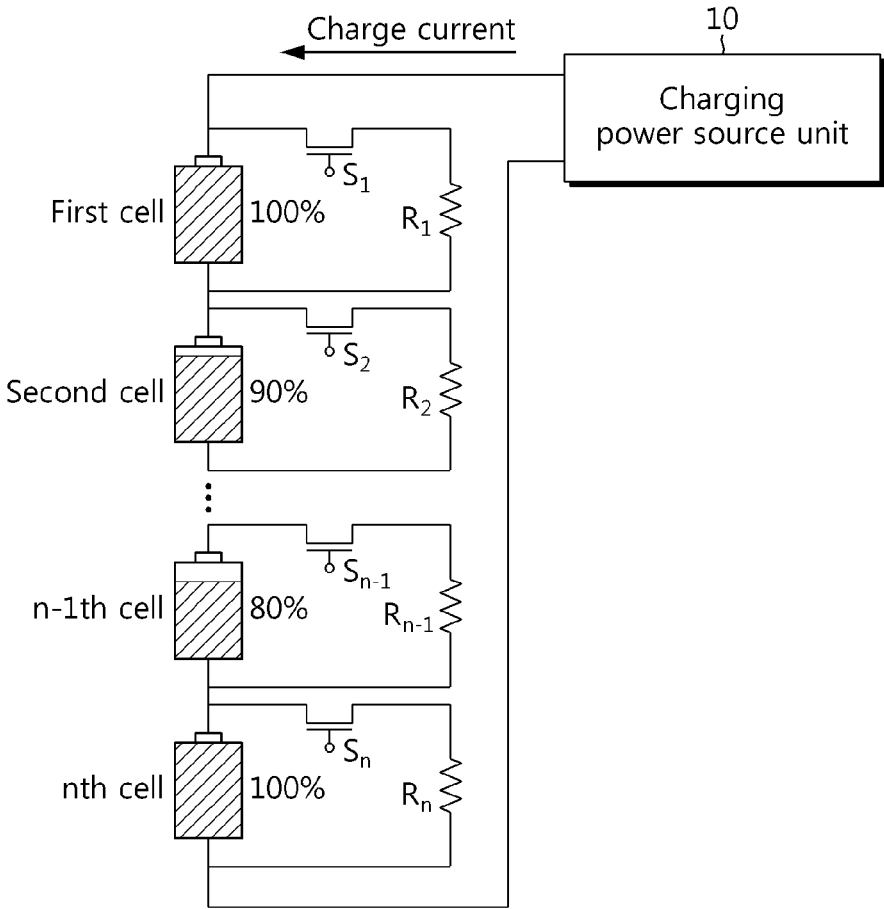 10
Charge current
Charging
power source unit
S1
First cell
100%
R1
S2
Second cell
90%
R2
Sn-1
n-1th cell
80%
Rn-1
Sn
nth cell
100%
Rn